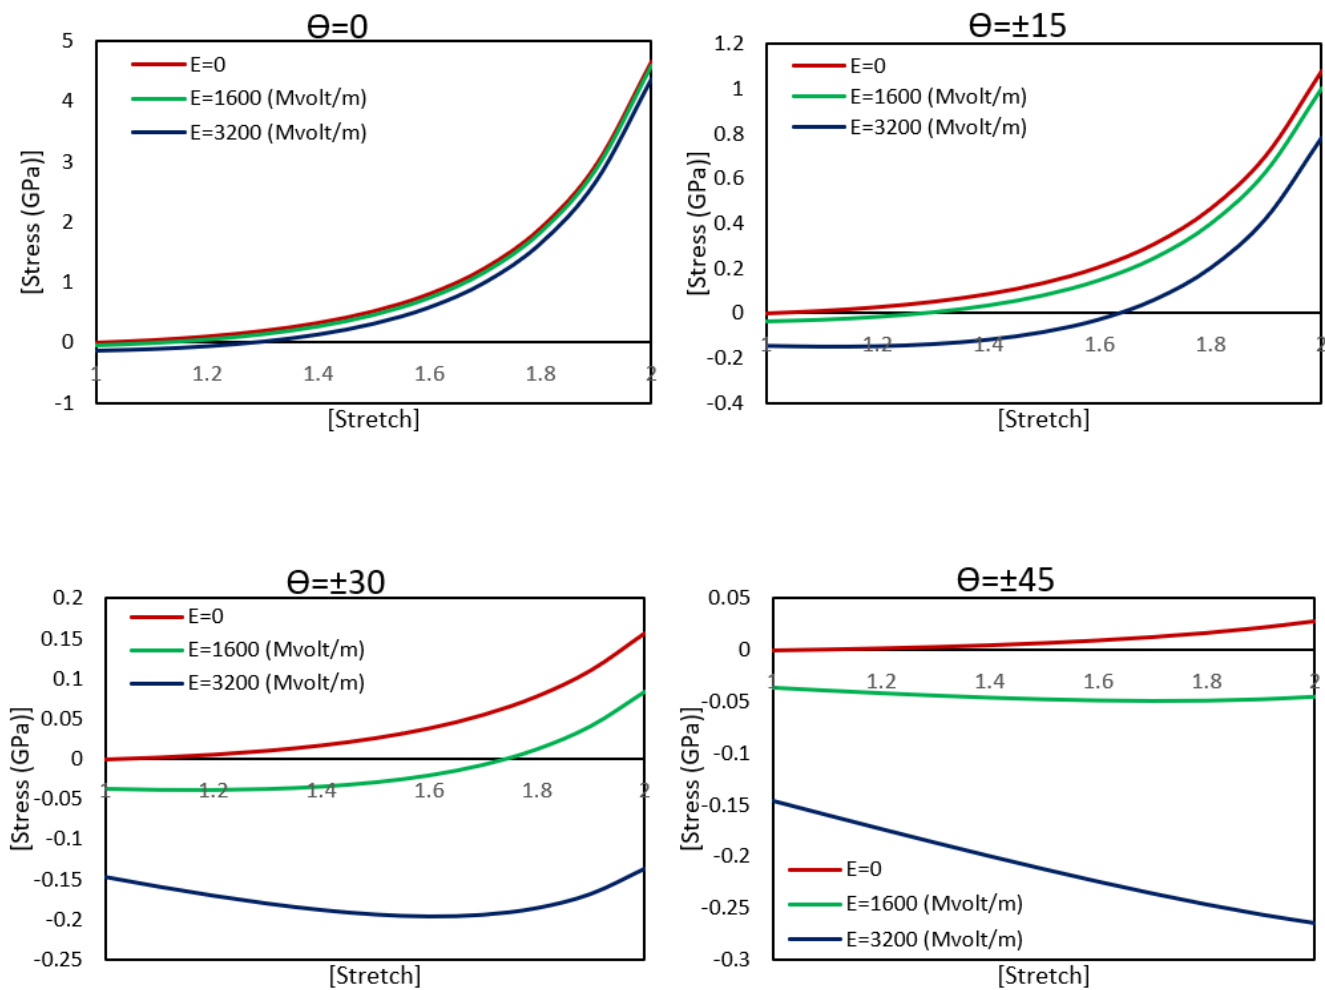 Ɵ=0
5
4
3
2
1
0
-1
[Stress (GPa)]
E=0
E=1600 (Mvolt/m)
E=3200 (Mvolt/m)
1 1.2 1.4 1.6 1.8 2
[Stretch]
Ɵ=±15
1.2
1
0.8
0.6
0.4
0.2
0
-0.2
-0.4
[Stress (GPa)]
E=0
E=1600 (Mvolt/m)
E=3200 (Mvolt/m)
1 1.2 1.4 1.6 1.8 2
[Stretch]
Ɵ=±30
0.2
0.15
0.1
0.05
0
-0.05
-0.1
-0.15
-0.2
-0.25
[Stress (GPa)]
E=0
E=1600 (Mvolt/m)
E=3200 (Mvolt/m)
1 1.2 1.4 1.6 1.8 2
[Stretch]
Ɵ=±45
0.05
0
-0.05
-0.1
-0.15
-0.2
-0.25
-0.3
[Stress (GPa)]
1 1.2 1.4 1.6 1.8 2
E=0
E=1600 (Mvolt/m)
E=3200 (Mvolt/m)
[Stretch]